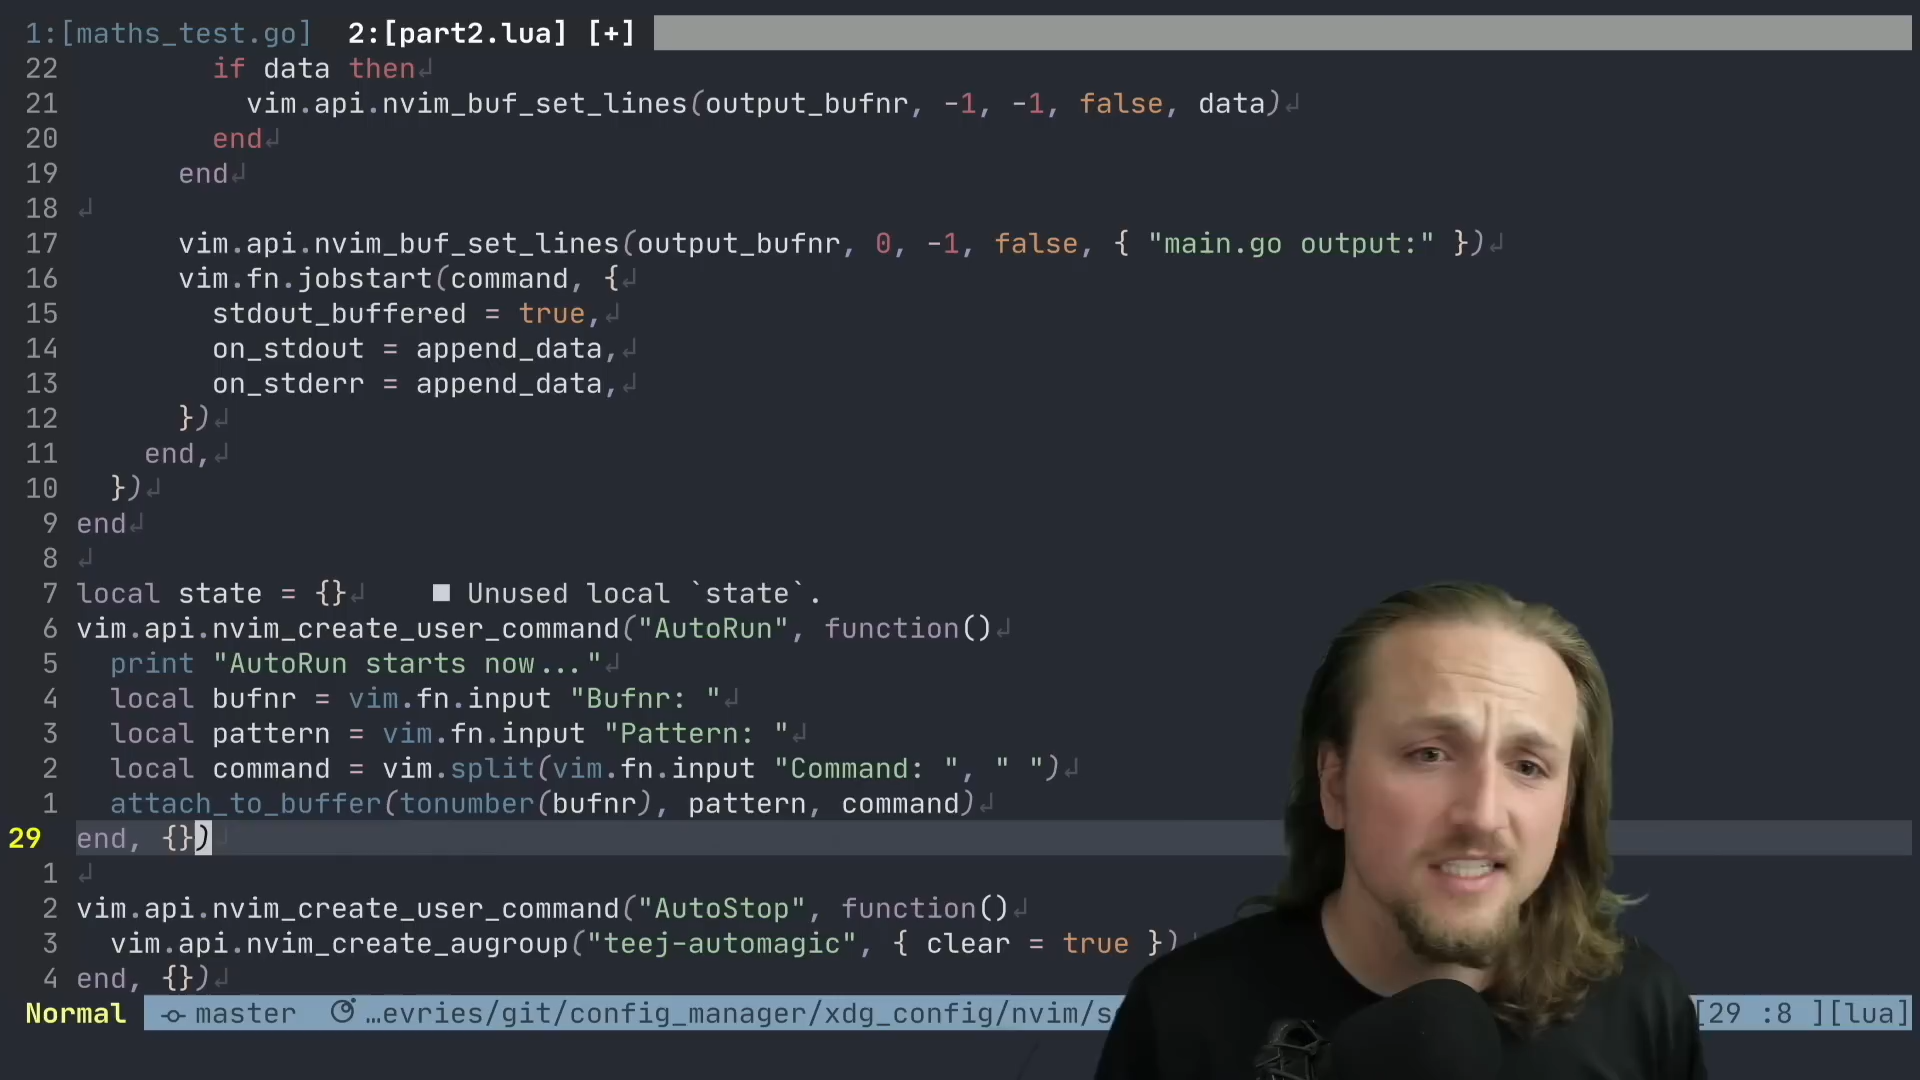 1:[maths_test.go]  2:[part2.lua] [+]
22         if data then↲
21           vim.api.nvim_buf_set_lines(output_bufnr, -1, -1, false, data)↲
20         end↲
19       end↲
18 ↲
17       vim.api.nvim_buf_set_lines(output_bufnr, 0, -1, false, { "main.go output:" })↲
16       vim.fn.jobstart(command, {↲
15         stdout_buffered = true,↲
14         on_stdout = append_data,↲
13         on_stderr = append_data,↲
12       })↲
11     end,↲
10   })↲
9 end↲
8 ↲
7 local state = {}↲    ■ Unused local `state`.
6 vim.api.nvim_create_user_command("AutoRun", function()↲
5   print "AutoRun starts now..."↲
4   local bufnr = vim.fn.input "Bufnr: "↲
3   local pattern = vim.fn.input "Pattern: "↲
2   local command = vim.split(vim.fn.input "Command: ", " ")↲
1   attach_to_buffer(tonumber(bufnr), pattern, command)↲
29  end, {})↲
1 ↲
2 vim.api.nvim_create_user_command("AutoStop", function()↲
3   vim.api.nvim_create_augroup("teej-automagic", { clear = true })↲
4 end, {})↲
Normal  master  …evries/git/config_manager/xdg_config/nvim/s [29 :8 ][lua]